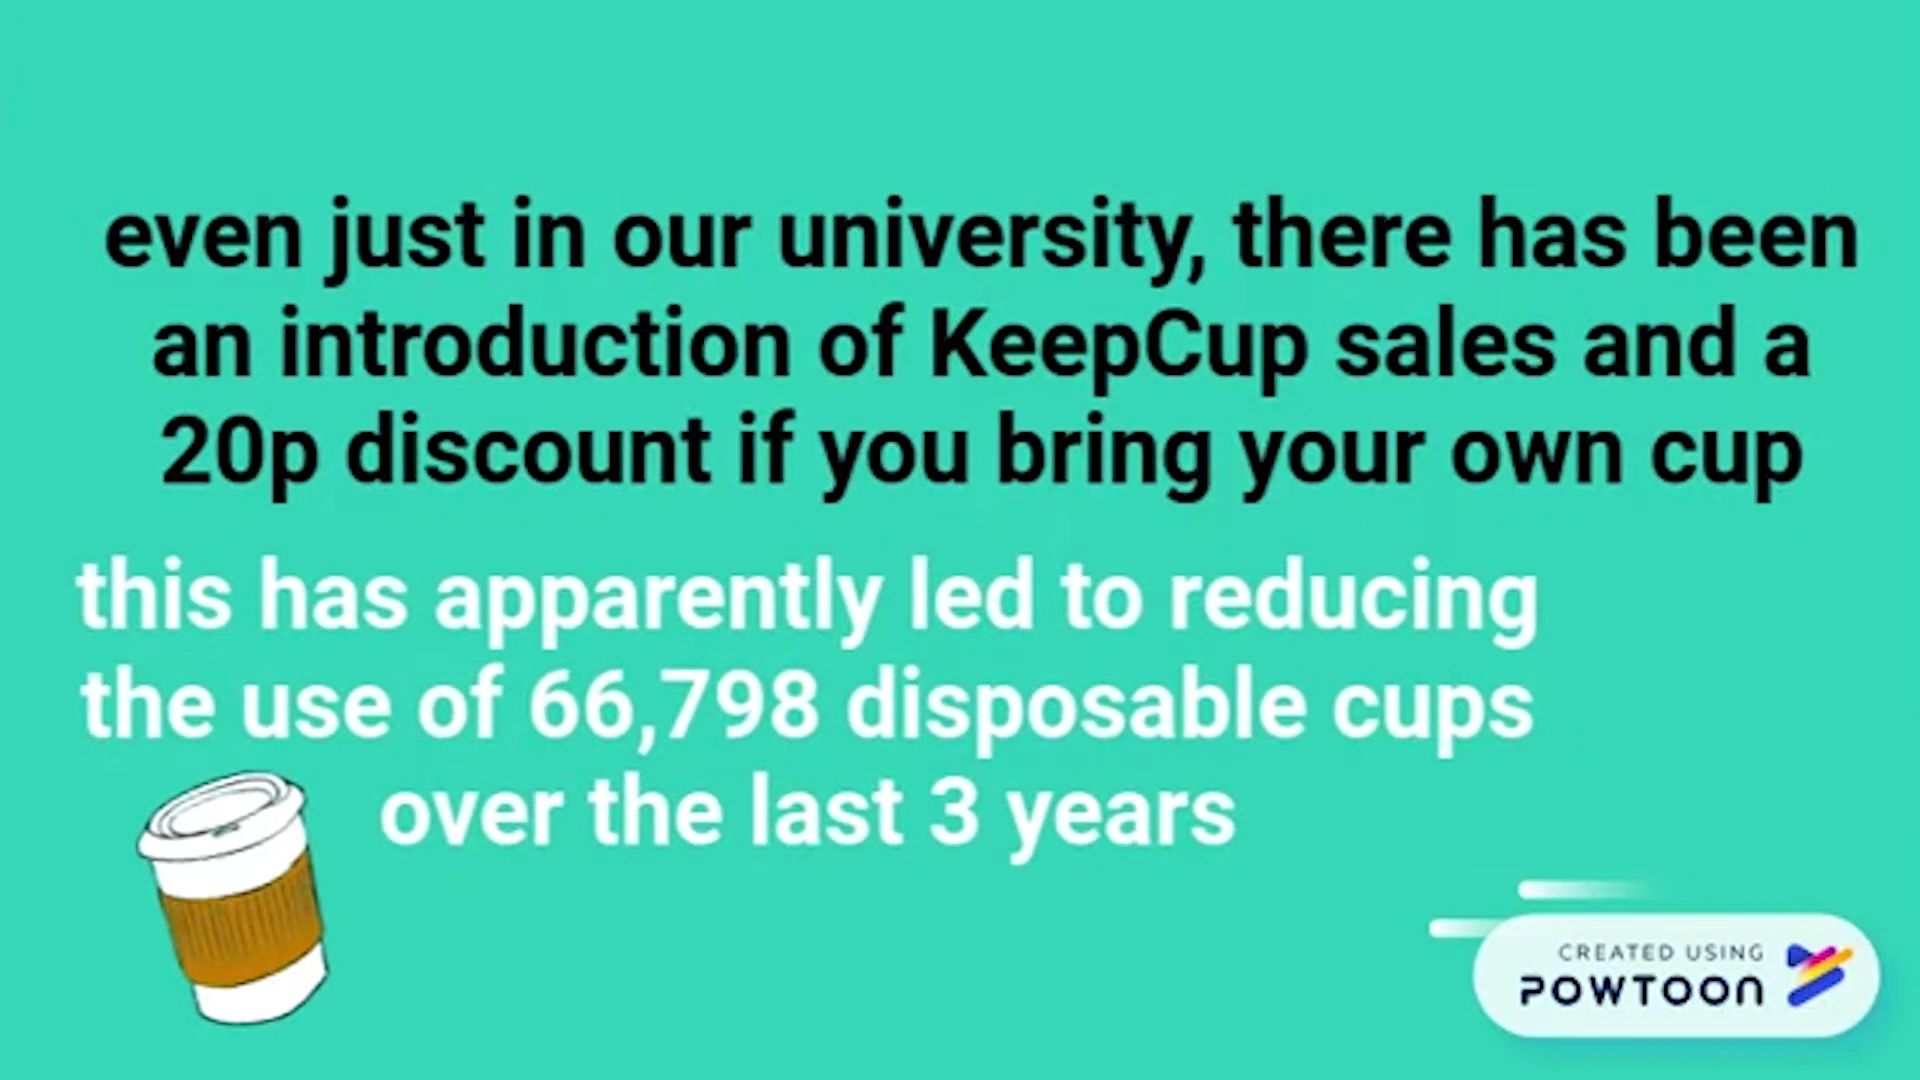 even just in our university, there has been
an introduction of KeepCup sales and a
20p discount if you bring your own cup
this has apparently led to reducing
the use of 66,798 disposable cups
over the last 3 years
CREATED USING
POWTOON